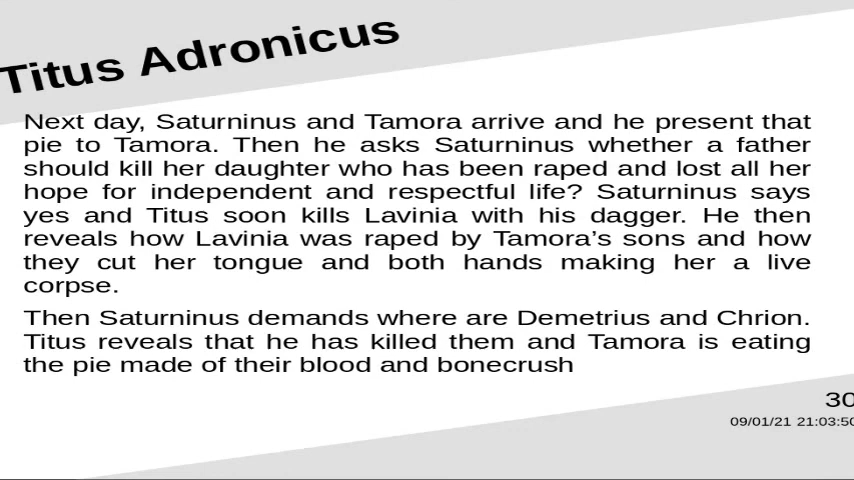 Titus Adronicus
Next day, Saturninus and Tamora arrive and he present that
pie to Tamora. Then he asks Saturninus whether a father
should kill her daughter who has been raped and lost all her
hope for independent and respectful life? Saturninus says
yes and Titus soon kills Lavinia with his dagger. He then
reveals how Lavinia was raped by Tamora’s sons and how
they cut her tongue and both hands making her a live
corpse.
Then Saturninus demands where are Demetrius and Chrion.
Titus reveals that he has killed them and Tamora is eating
the pie made of their blood and bonecrush
30
09/01/21 21:03:50